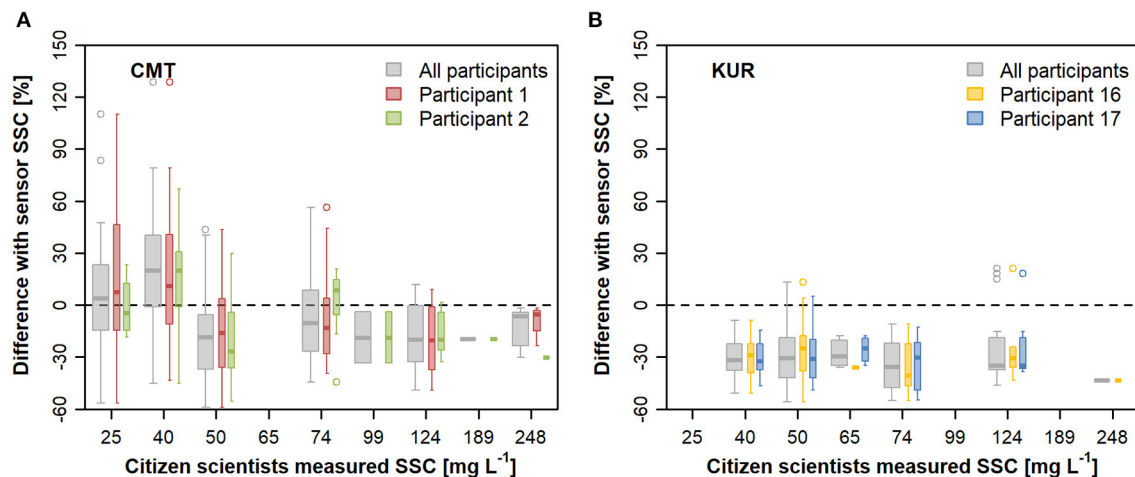 A
Difference with sensor SSC [%]
150
120
90
60
30
0
-30
-60
CMT
All participants
Participant 1
Participant 2
25 40 50 65 74 99 124 189 248
Citizen scientists measured SSC [mg L⁻¹]
B
Difference with sensor SSC [%]
150
120
90
60
30
0
-30
-60
KUR
All participants
Participant 16
Participant 17
25 40 50 65 74 99 124 189 248
Citizen scientists measured SSC [mg L⁻¹]